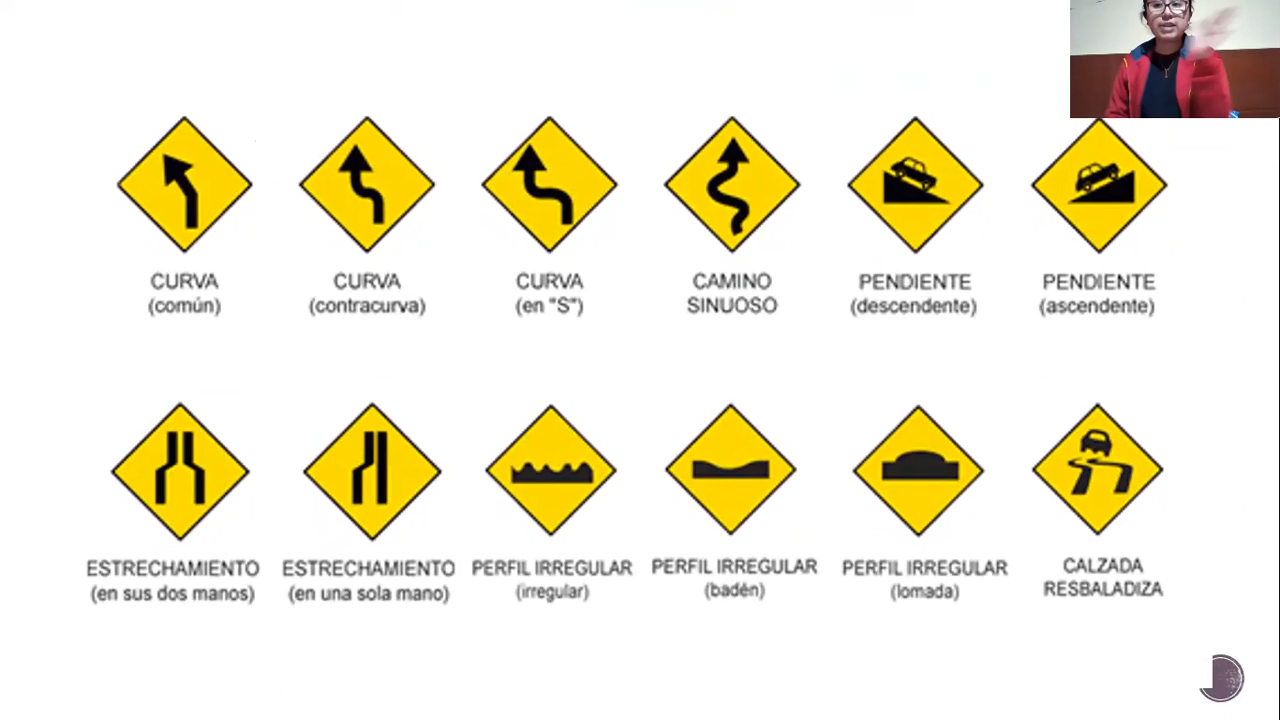 CURVA
(común)
CURVA
(contracurva)
CURVA
(en "S")
CAMINO
SINUOSO
PENDIENTE
(descendente)
PENDIENTE
(ascendente)
ESTRECHAMIENTO
(en sus dos manos)
ESTRECHAMIENTO
(en una sola mano)
PERFIL IRREGULAR
(irregular)
PERFIL IRREGULAR
(badén)
PERFIL IRREGULAR
(lomada)
CALZADA
RESBALADIZA